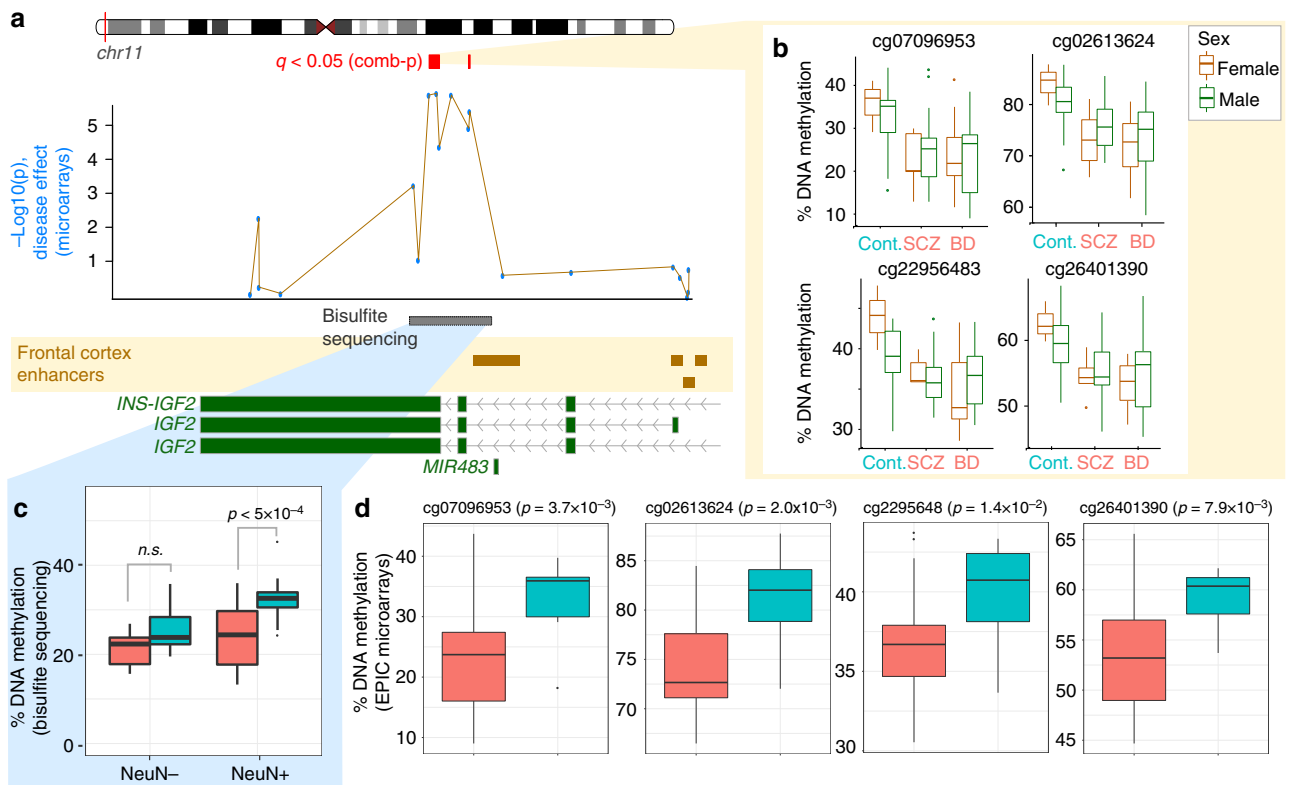 a
chr11
q < 0.05 (comb-p)
–Log10(p),
disease effect
(microarrays)
5
4
3
2
1
Bisulfite
sequencing
Frontal cortex
enhancers
INS-IGF2
IGF2
IGF2
MIR483
b
Sex
Female
Male
cg07096953
% DNA methylation
40
30
20
10
Cont. SCZ BD
cg02613624
80
70
60
Cont. SCZ BD
cg22956483
% DNA methylation
40
30
Cont. SCZ BD
cg26401390
60
50
Cont. SCZ BD
c
% DNA methylation
(bisulfite sequencing)
40
20
0
n.s.
p < 5×10–4
NeuN–
NeuN+
d
% DNA methylation
(EPIC microarrays)
cg07096953 (p = 3.7×10–3)
40
30
20
10
cg02613624 (p = 2.0x10–3)
85
80
75
70
cg2295648 (p = 1.4×10–2)
40
35
30
cg26401390 (p = 7.9×10–3)
65
60
55
50
45